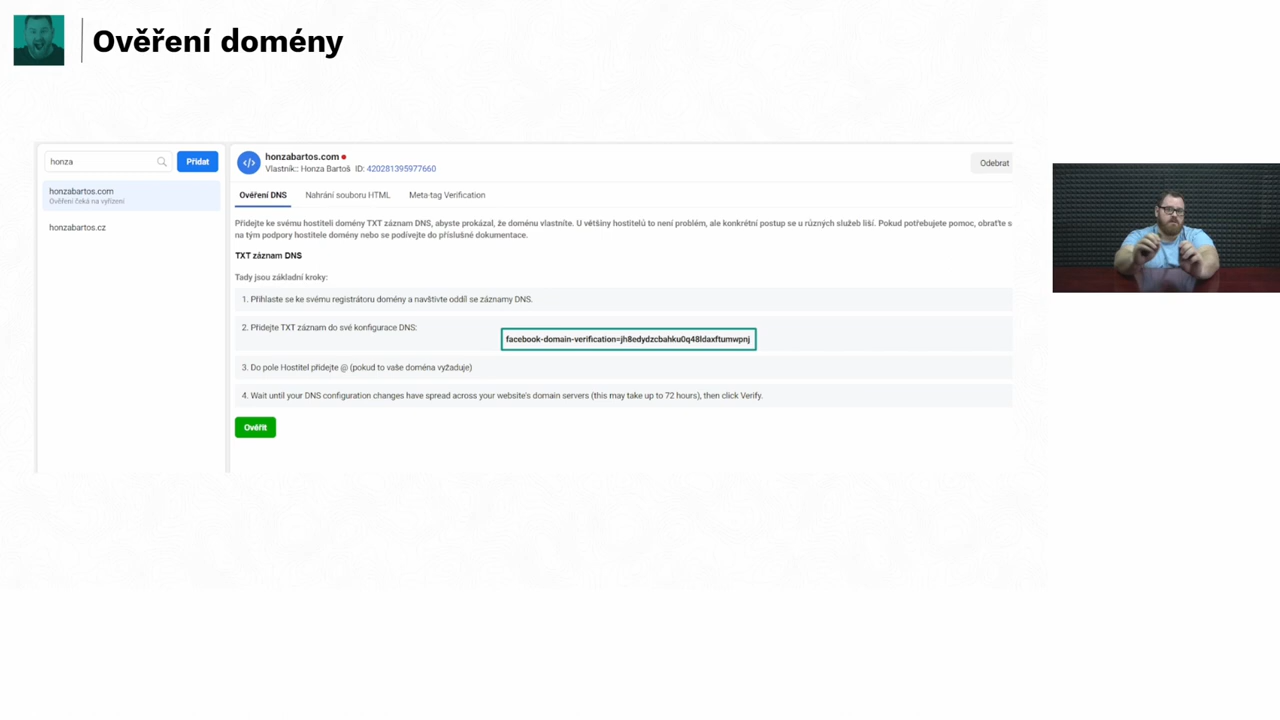 Ověření domény
honza
Přidat
honzabartos.com
Ověření čeká na vyřízení
honzabartos.cz
honzabartos.com
Vlastník:: Honza Bartoš ID: 420281395977660
Odebrat
Ověření DNS Nahrání souboru HTML Meta-tag Verification
Přidejte ke svému hostiteli domény TXT záznam DNS, abyste prokázal, že doménu vlastníte. U většiny hostitelů to není problém, ale konkrétní postup se u různých služeb liší. Pokud potřebujete pomoc, obraťte s
na tým podpory hostitele domény nebo se podívejte do příslušné dokumentace.
TXT záznam DNS
Tady jsou základní kroky:
1. Přihlaste se ke svému registrátoru domény a navštivte oddíl se záznamy DNS.
2. Přidejte TXT záznam do své konfigurace DNS:
facebook-domain-verification=jh8edydzcbahku0q48ldaxftumwpnj
3. Do pole Hostitel přidejte @ (pokud to vaše doména vyžaduje)
4. Wait until your DNS configuration changes have spread across your website's domain servers (this may take up to 72 hours), then click Verify.
Ověřit